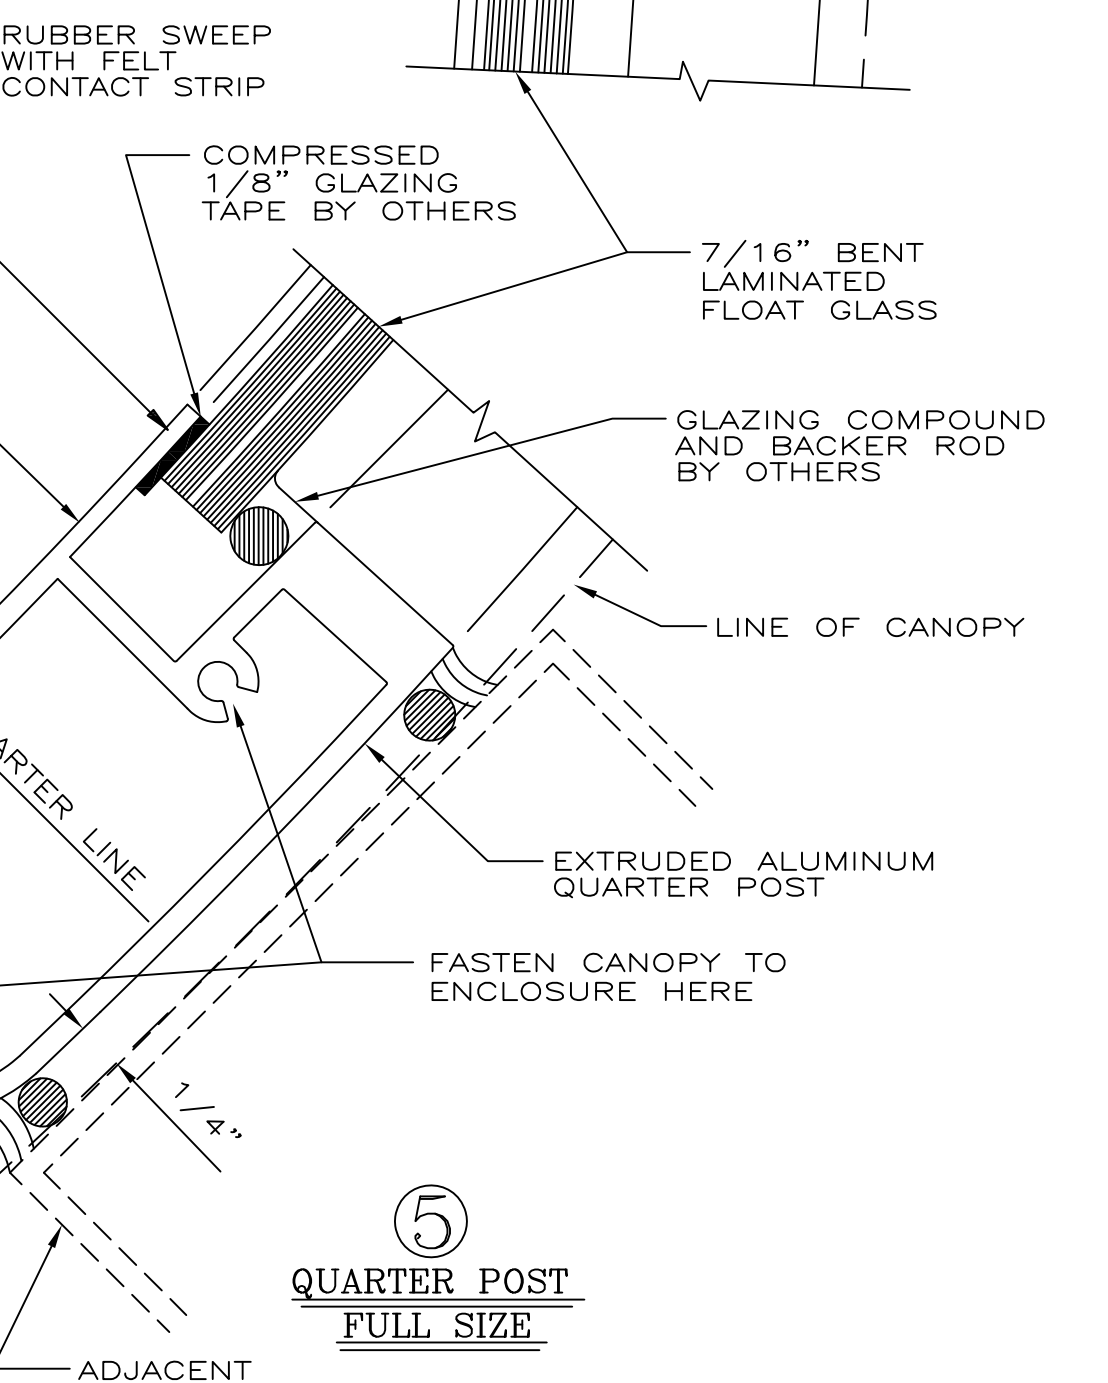 RUBBER SWEEP
WITH FELT
CONTACT STRIP
COMPRESSED
1/8” GLAZING
TAPE BY OTHERS
7/16” BENT
LAMINATED
FLOAT GLASS
GLAZING COMPOUND
AND BACKER ROD
BY OTHERS
LINE OF CANOPY
ARTER LINE
EXTRUDED ALUMINUM
QUARTER POST
FASTEN CANOPY TO
ENCLOSURE HERE
1/4”
5
QUARTER POST
FULL SIZE
ADJACENT